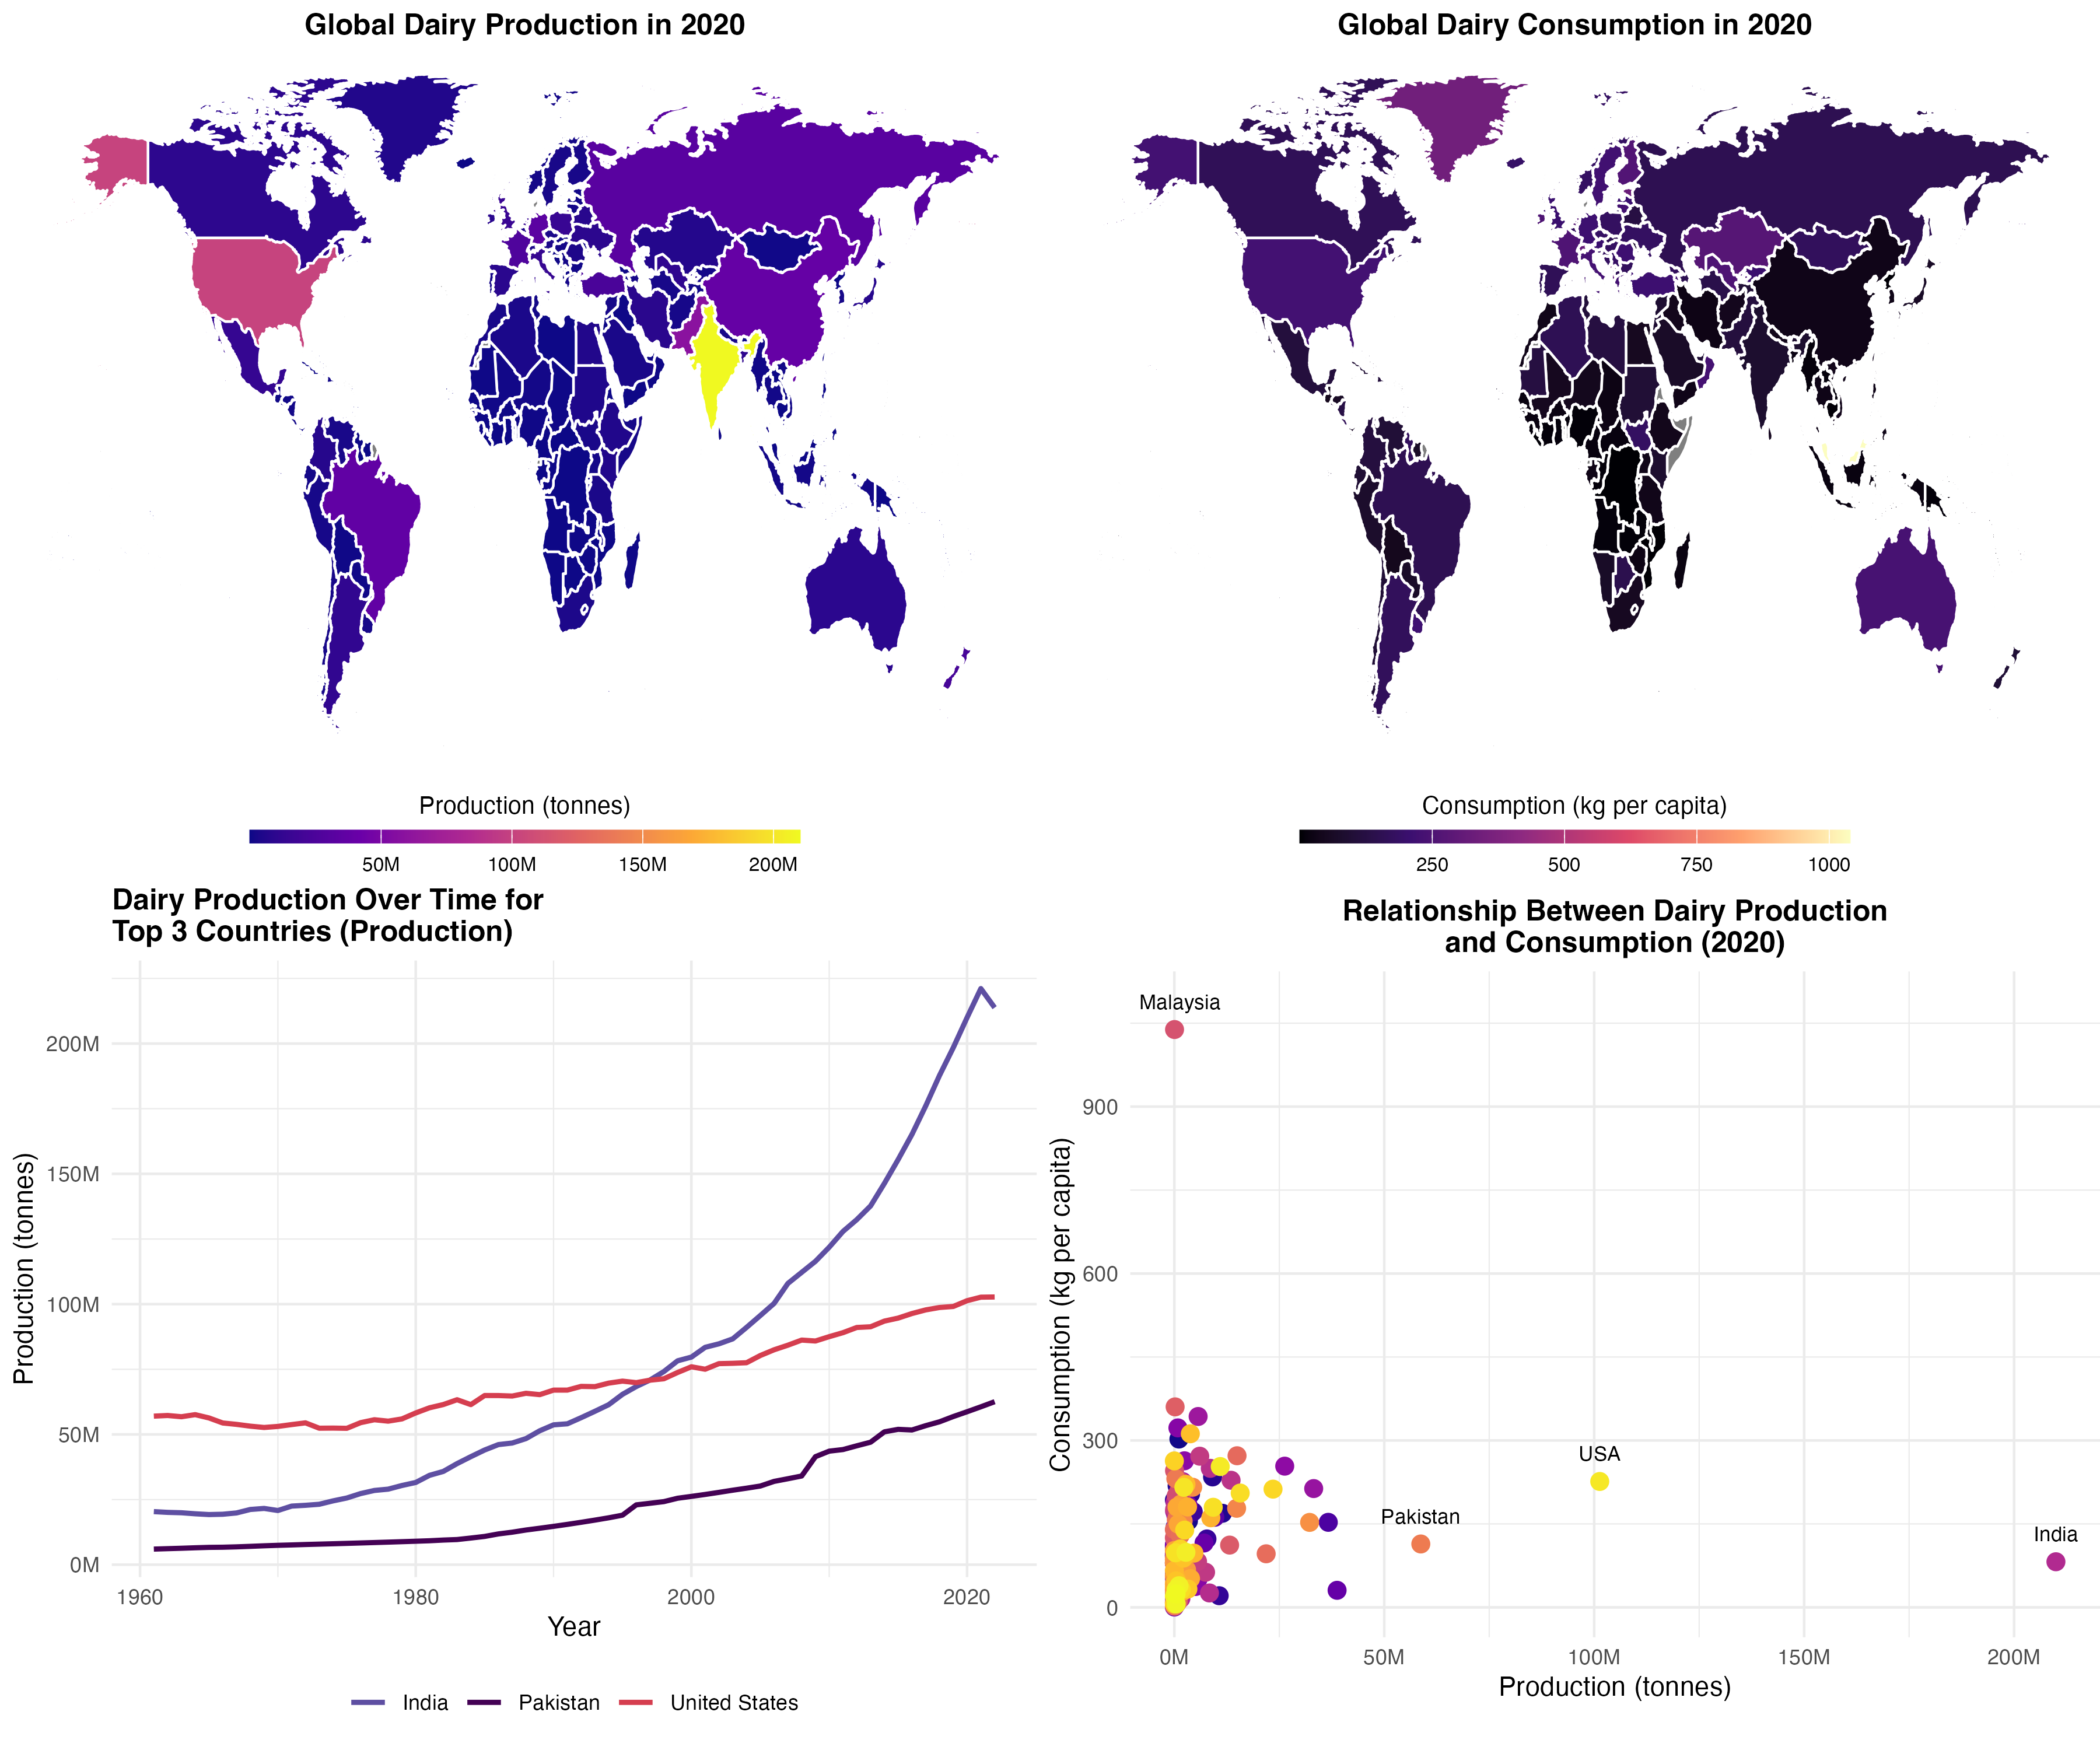 Global Dairy Production in 2020
Production (tonnes)
50M 100M 150M 200M
Global Dairy Consumption in 2020
Consumption (kg per capita)
250 500 750 1000
Dairy Production Over Time for
Top 3 Countries (Production)
Production (tonnes)
200M
150M
100M
50M
0M
1960 1980 2000 2020
Year
India Pakistan United States
Relationship Between Dairy Production
and Consumption (2020)
Consumption (kg per capita)
900
600
300
0
Malaysia
USA
Pakistan
India
0M 50M 100M 150M 200M
Production (tonnes)